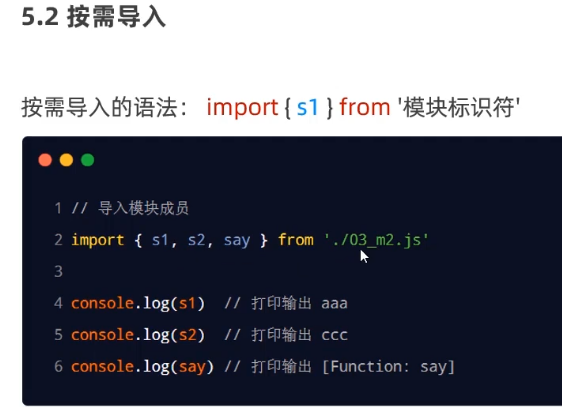 5.2 按需导入
按需导入的语法： import { s1 } from '模块标识符'
1 // 导入模块成员
2 import { s1, s2, say } from './03_m2.js'
3
4 console.log(s1) // 打印输出 aaa
5 console.log(s2) // 打印输出 ccc
6 console.log(say) // 打印输出 [Function: say]